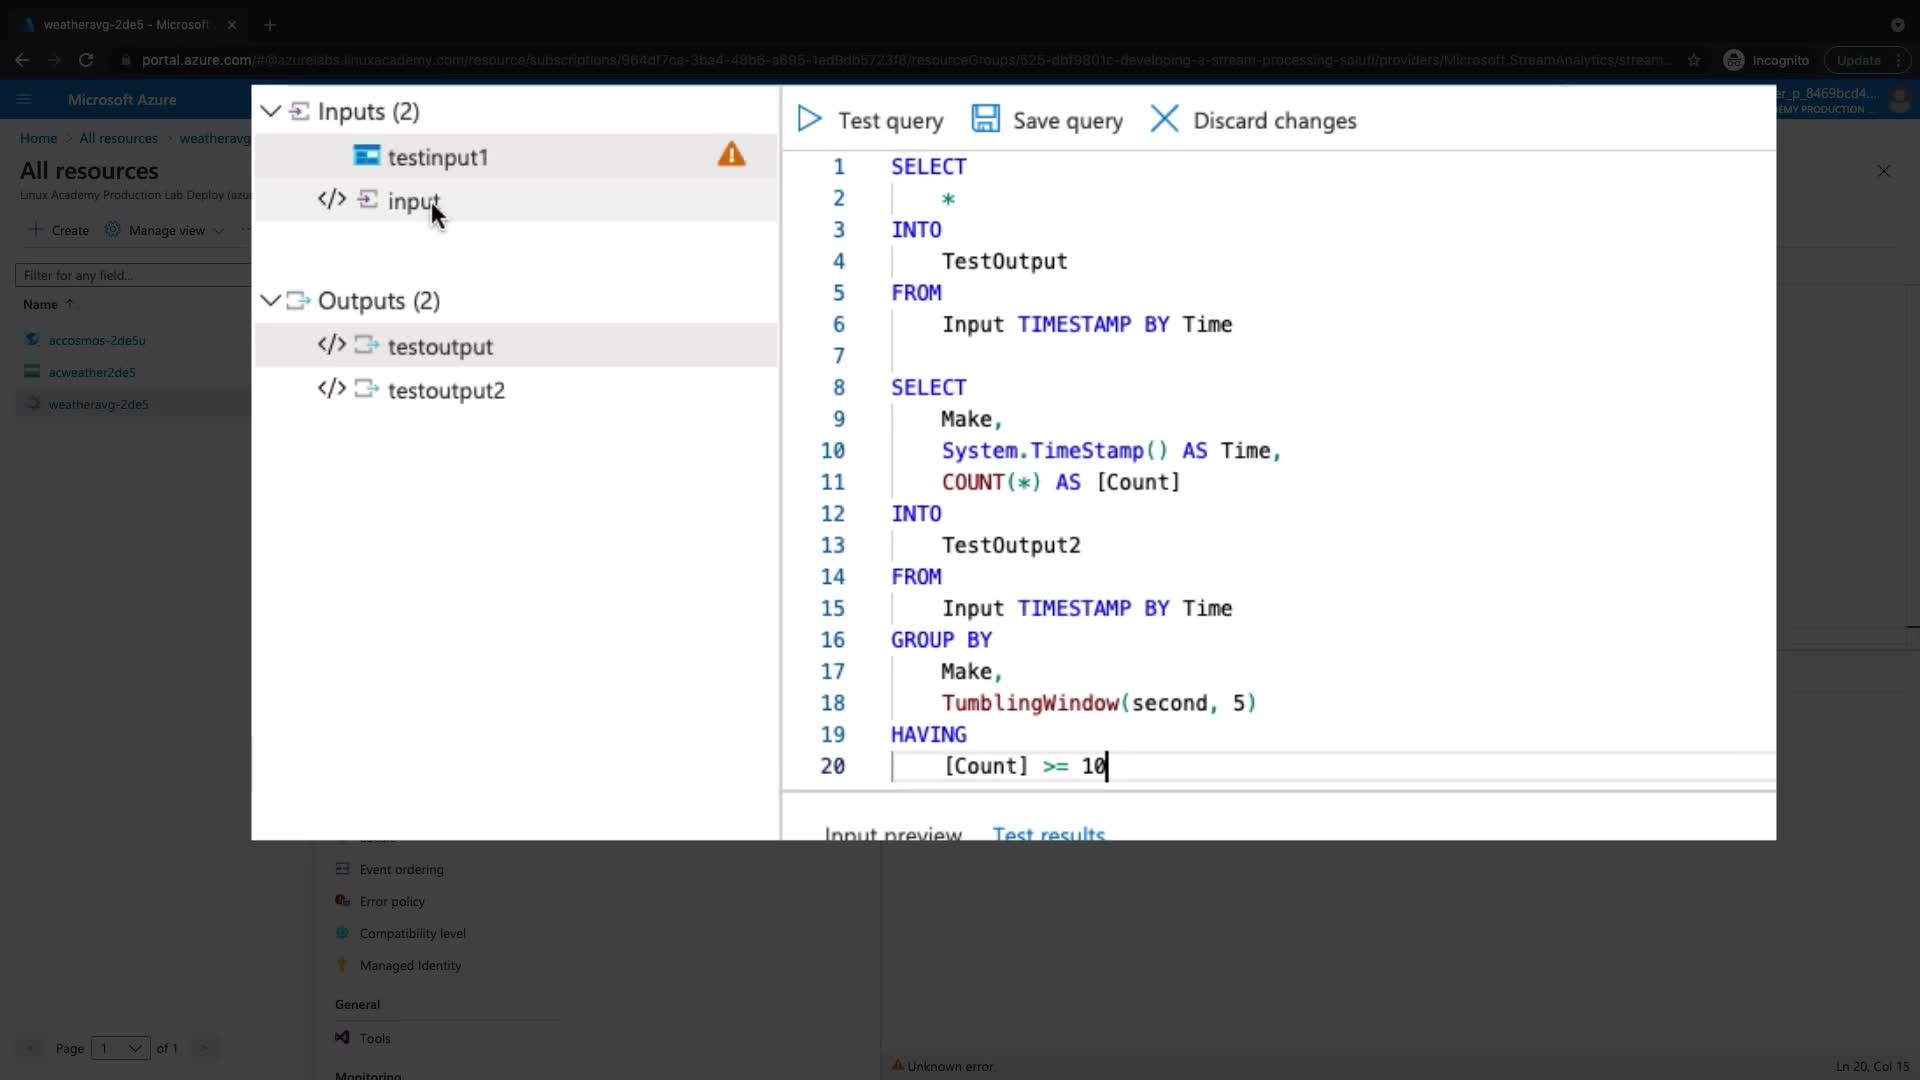 weatheravg-2de5 - Microsoft
portal.azure.com/#@azurelabs.linuxacademy.com/resource/subscriptions/964df7ca-3ba4-48b6-a695-1ed9db5723f8/resourceGroups/525-dbf9801c-developing-a-stream-processing-soluti/providers/Microsoft.StreamAnalytics/stream...
Incognito
Update
Microsoft Azure
er_p_8469bcd4...
EMY PRODUCTION ...
Home > All resources > weatheravg
All resources
Linux Academy Production Lab Deploy (azu
Create
Manage view
Filter for any field...
Name ↑
accosmos-2de5u
acweather2de5
weatheravg-2de5
Page 1 of 1
Inputs (2)
testinput1
</> input
Outputs (2)
</> testoutput
</> testoutput2
Test query
Save query
Discard changes
1 SELECT
2 *
3 INTO
4 TestOutput
5 FROM
6 Input TIMESTAMP BY Time
7
8 SELECT
9 Make,
10 System.TimeStamp() AS Time,
11 COUNT(*) AS [Count]
12 INTO
13 TestOutput2
14 FROM
15 Input TIMESTAMP BY Time
16 GROUP BY
17 Make,
18 TumblingWindow(second, 5)
19 HAVING
20 [Count] >= 10
Input preview
Test results
Event ordering
Error policy
Compatibility level
Managed Identity
General
Tools
Monitoring
Unknown error.
Ln 20, Col 15